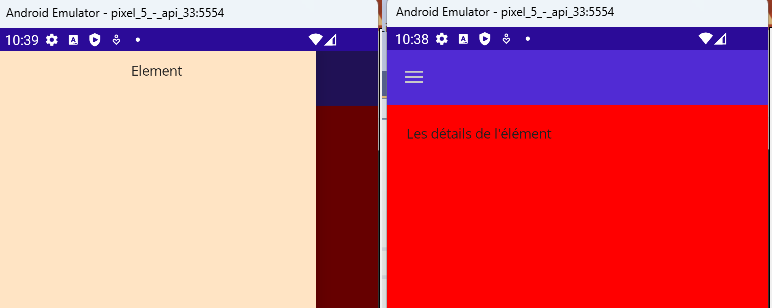 Android Emulator - pixel_5_-_api_33:5554
10:39
Element
Android Emulator - pixel_5_-_api_33:5554
10:38
Les détails de l'élément